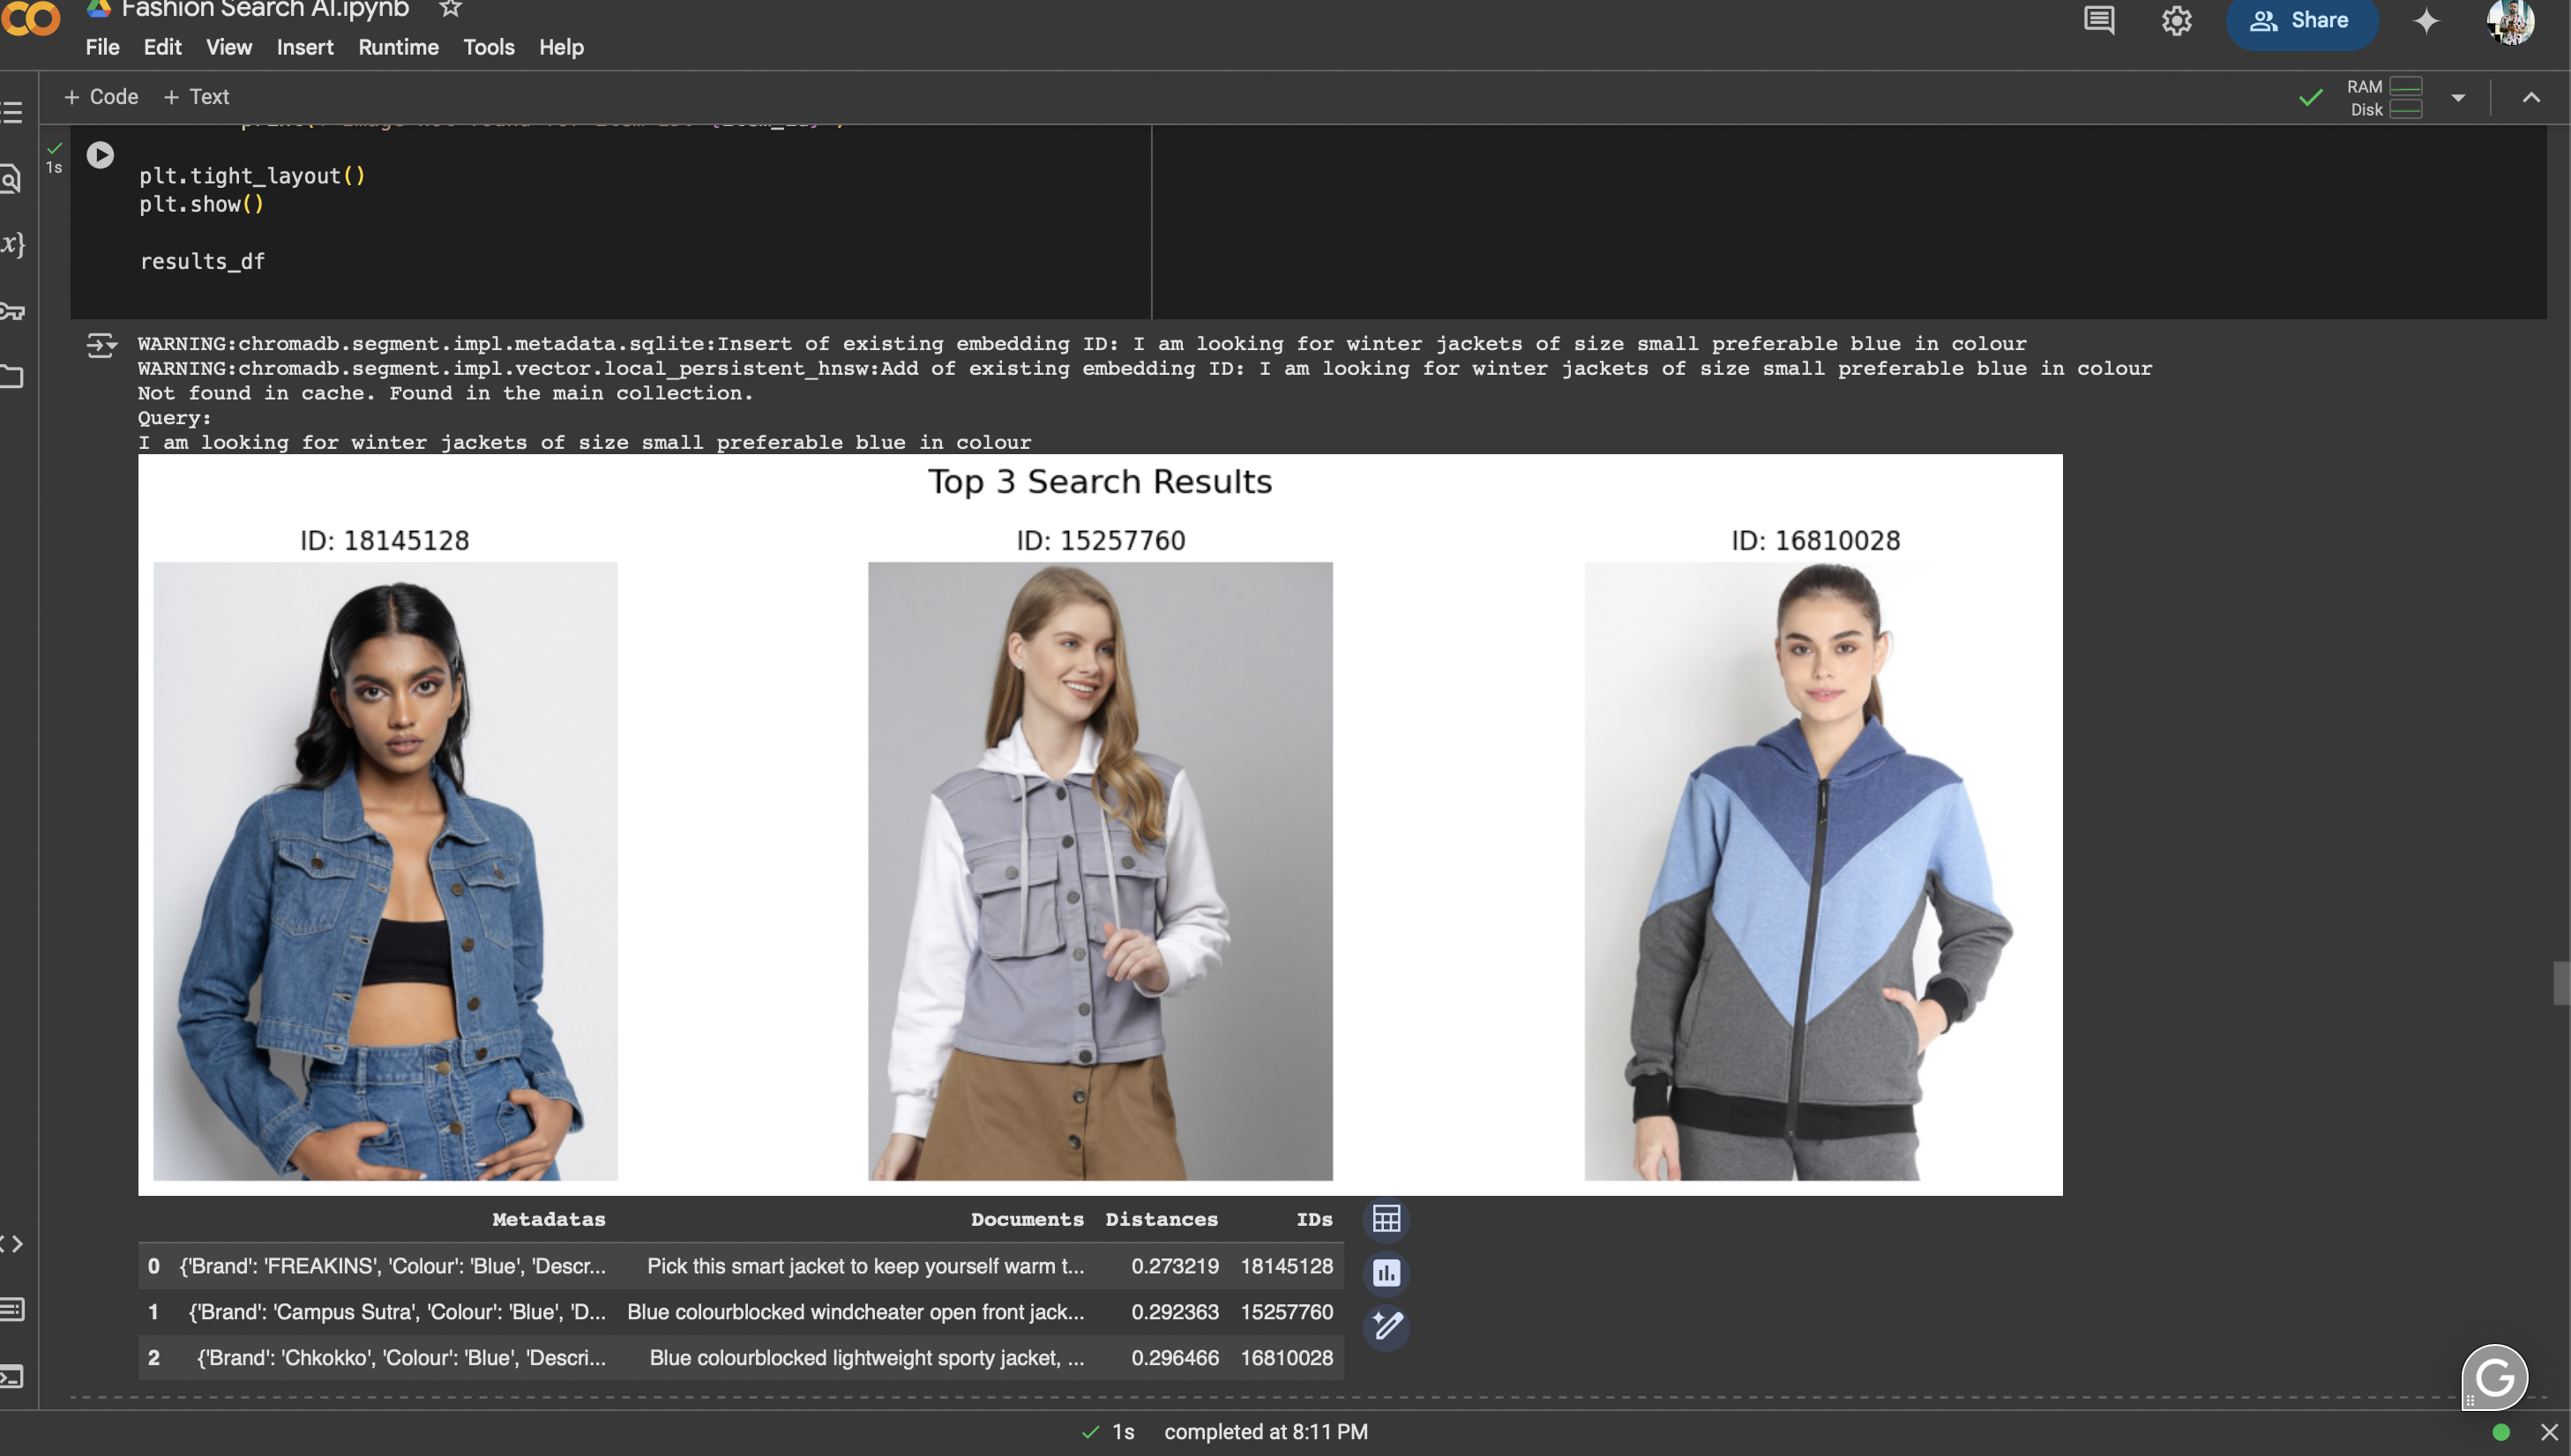 Fashion Search AI.ipynb
File Edit View Insert Runtime Tools Help
Share
+ Code + Text
RAM
Disk
1s
plt.tight_layout()
plt.show()
results_df
WARNING:chromadb.segment.impl.metadata.sqlite:Insert of existing embedding ID: I am looking for winter jackets of size small preferable blue in colour
WARNING:chromadb.segment.impl.vector.local_persistent_hnsw:Add of existing embedding ID: I am looking for winter jackets of size small preferable blue in colour
Not found in cache. Found in the main collection.
Query:
I am looking for winter jackets of size small preferable blue in colour
Top 3 Search Results
ID: 18145128 ID: 15257760 ID: 16810028
Metadatas Documents Distances IDs
0 {'Brand': 'FREAKINS', 'Colour': 'Blue', 'Descr... Pick this smart jacket to keep yourself warm t... 0.273219 18145128
1 {'Brand': 'Campus Sutra', 'Colour': 'Blue', 'D... Blue colourblocked windcheater open front jack... 0.292363 15257760
2 {'Brand': 'Chkokko', 'Colour': 'Blue', 'Descri... Blue colourblocked lightweight sporty jacket, ... 0.296466 16810028
1s completed at 8:11 PM